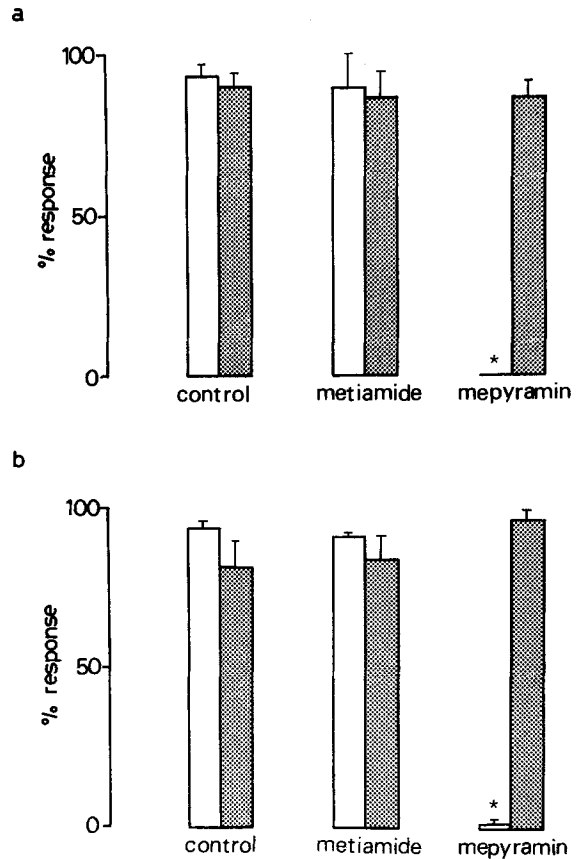 a
100
50
0
% response
control metiamide mepyramin
*
b
100
50
0
% response
control metiamide mepyramin
*